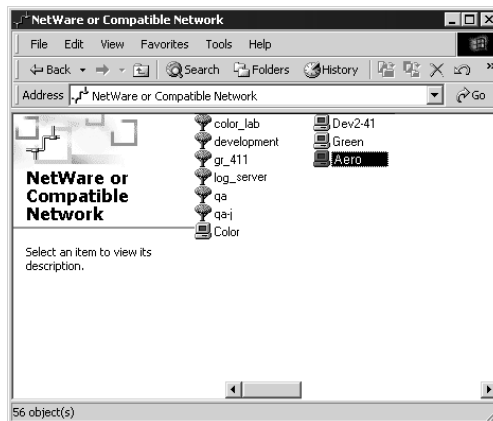 NetWare or Compatible Network
File Edit View Favorites Tools Help
Back Search Folders History
Address NetWare or Compatible Network Go
color_lab
development
gr_411
log_server
qa
qa-j
Color
Dev2-41
Green
Aero
NetWare or
Compatible
Network
Select an item to view its
description.
56 object(s)